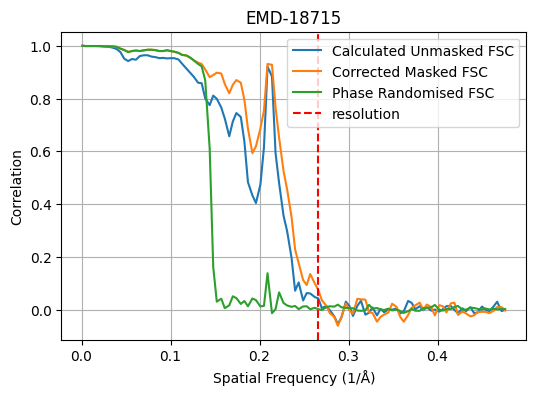 EMD-18715
Calculated Unmasked FSC
Corrected Masked FSC
Phase Randomised FSC
resolution
Correlation
1.0
0.8
0.6
0.4
0.2
0.0
0.0 0.1 0.2 0.3 0.4
Spatial Frequency (1/Å)